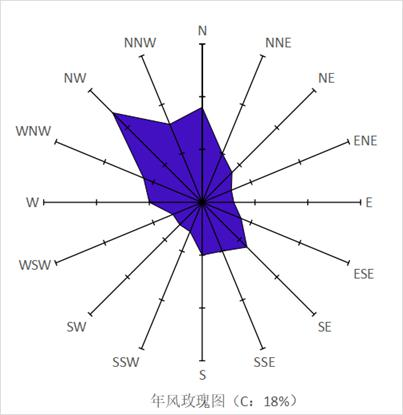 N
NNW NNE
NW NE
WNW ENE
W E
WSW ESE
SW SE
SSW SSE
S
年风玫瑰图（C：18%）